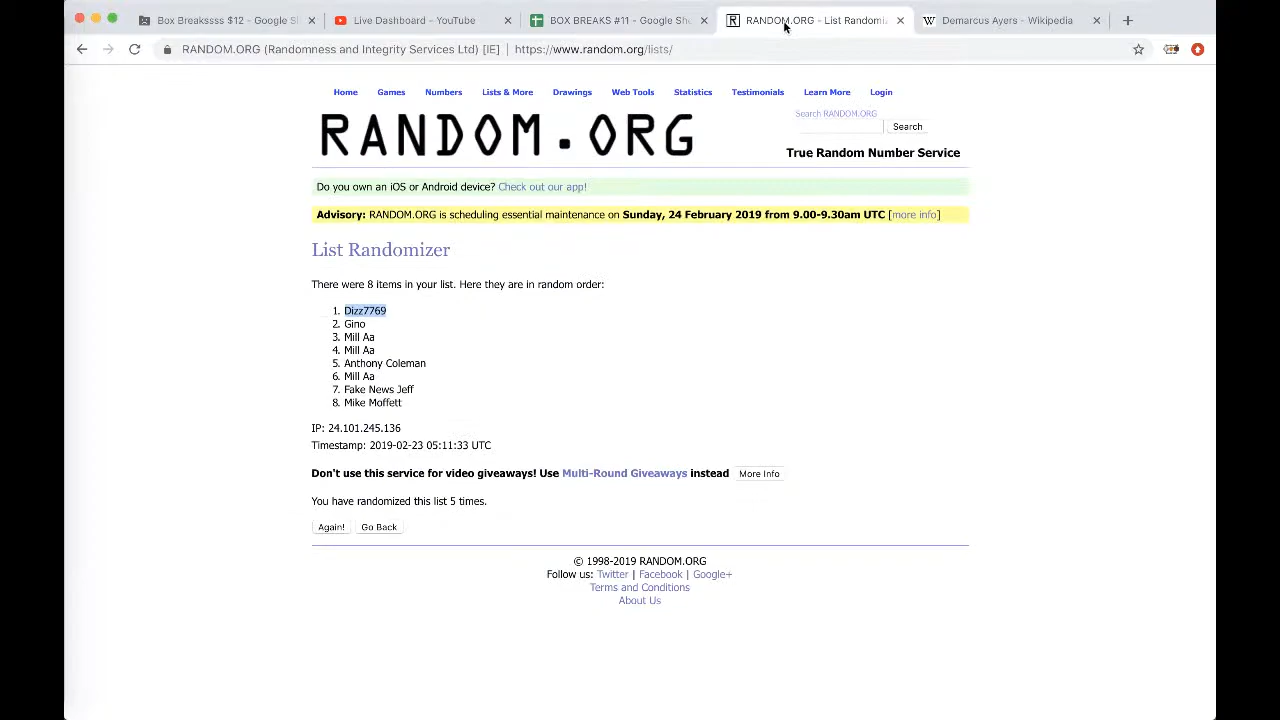 Box Breakssss $12 - Google S
Live Dashboard - YouTube
BOX BREAKS #11 - Google She
RANDOM.ORG - List Randomiz
Demarcus Ayers - Wikipedia
RANDOM.ORG (Randomness and Integrity Services Ltd) [IE] | https://www.random.org/lists/
Home Games Numbers Lists & More Drawings Web Tools Statistics Testimonials Learn More Login
RANDOM.ORG
Search RANDOM.ORG
Search
True Random Number Service
Do you own an iOS or Android device? Check out our app!
Advisory: RANDOM.ORG is scheduling essential maintenance on Sunday, 24 February 2019 from 9.00-9.30am UTC [more info]
List Randomizer
There were 8 items in your list. Here they are in random order:
1. Dizz7769
2. Gino
3. Mill Aa
4. Mill Aa
5. Anthony Coleman
6. Mill Aa
7. Fake News Jeff
8. Mike Moffett
IP: 24.101.245.136
Timestamp: 2019-02-23 05:11:33 UTC
Don't use this service for video giveaways! Use Multi-Round Giveaways instead More Info
You have randomized this list 5 times.
Again! Go Back
© 1998-2019 RANDOM.ORG
Follow us: Twitter | Facebook | Google+
Terms and Conditions
About Us